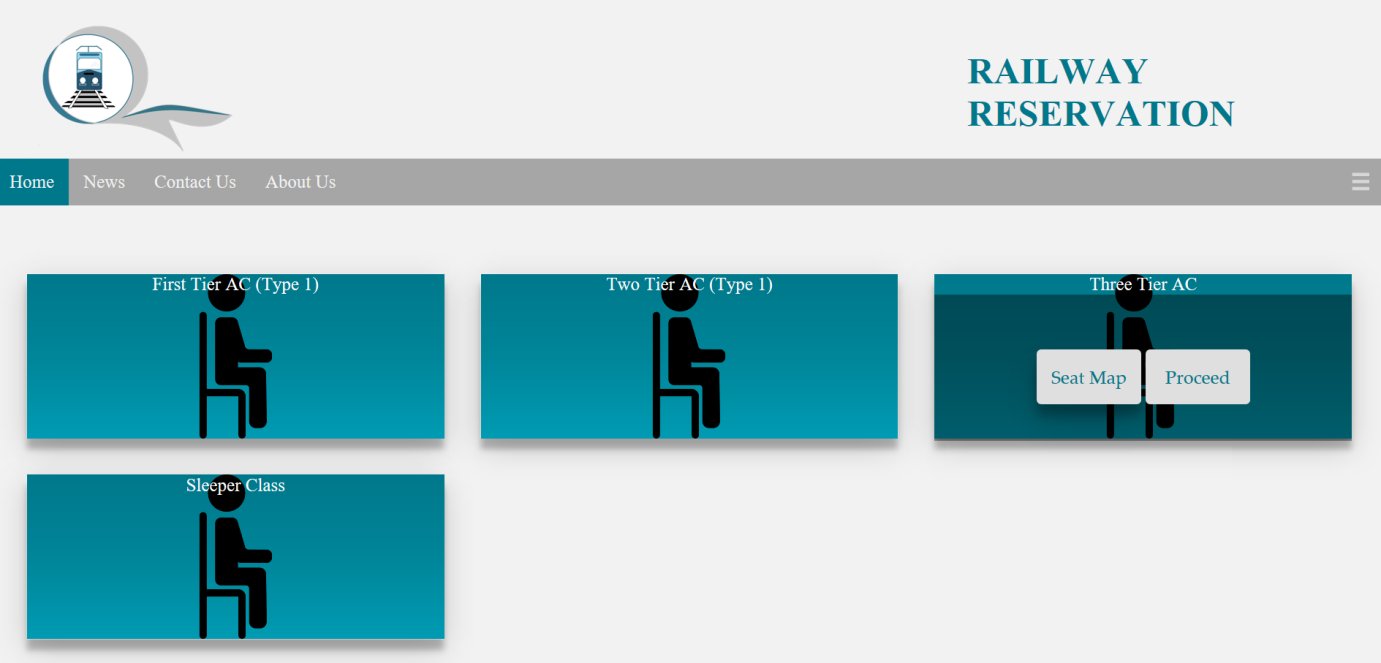 RAILWAY
RESERVATION
Home News Contact Us About Us
First Tier AC (Type 1) Two Tier AC (Type 1) Three Tier AC
Seat Map Proceed
Sleeper Class